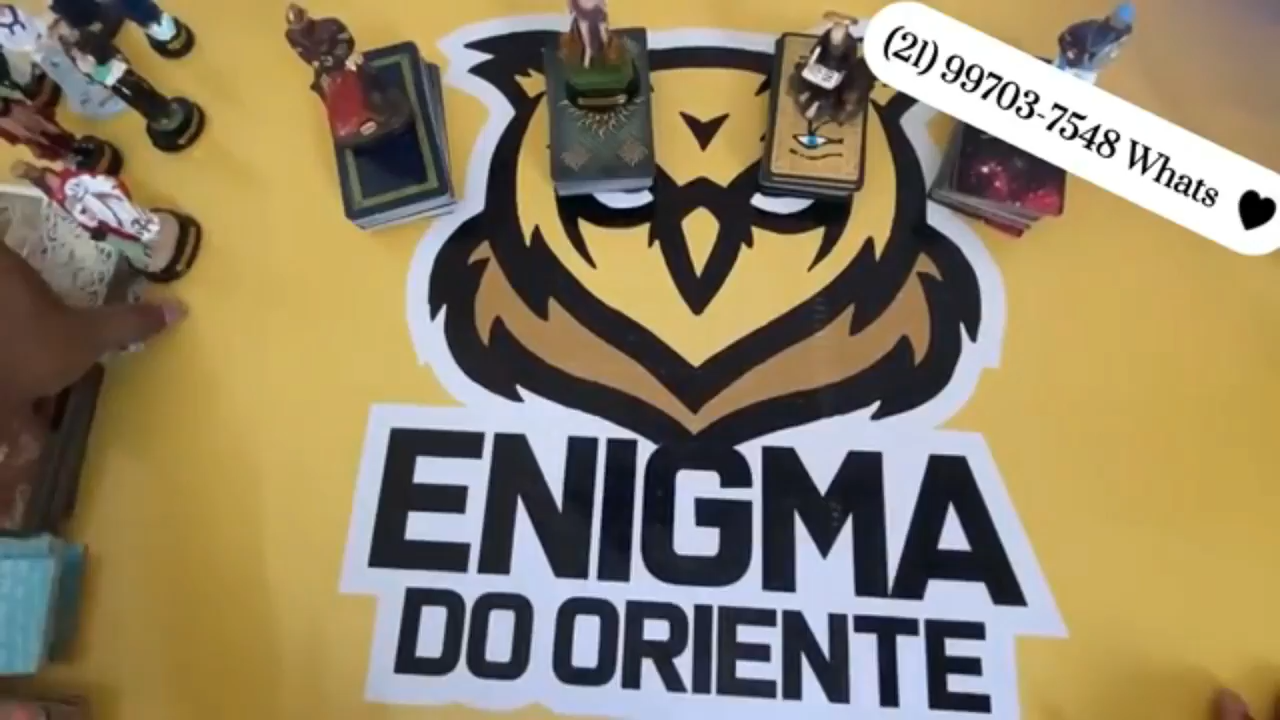 (21) 99703-7548 Whats ♥
ENIGMA
DO ORIENTE